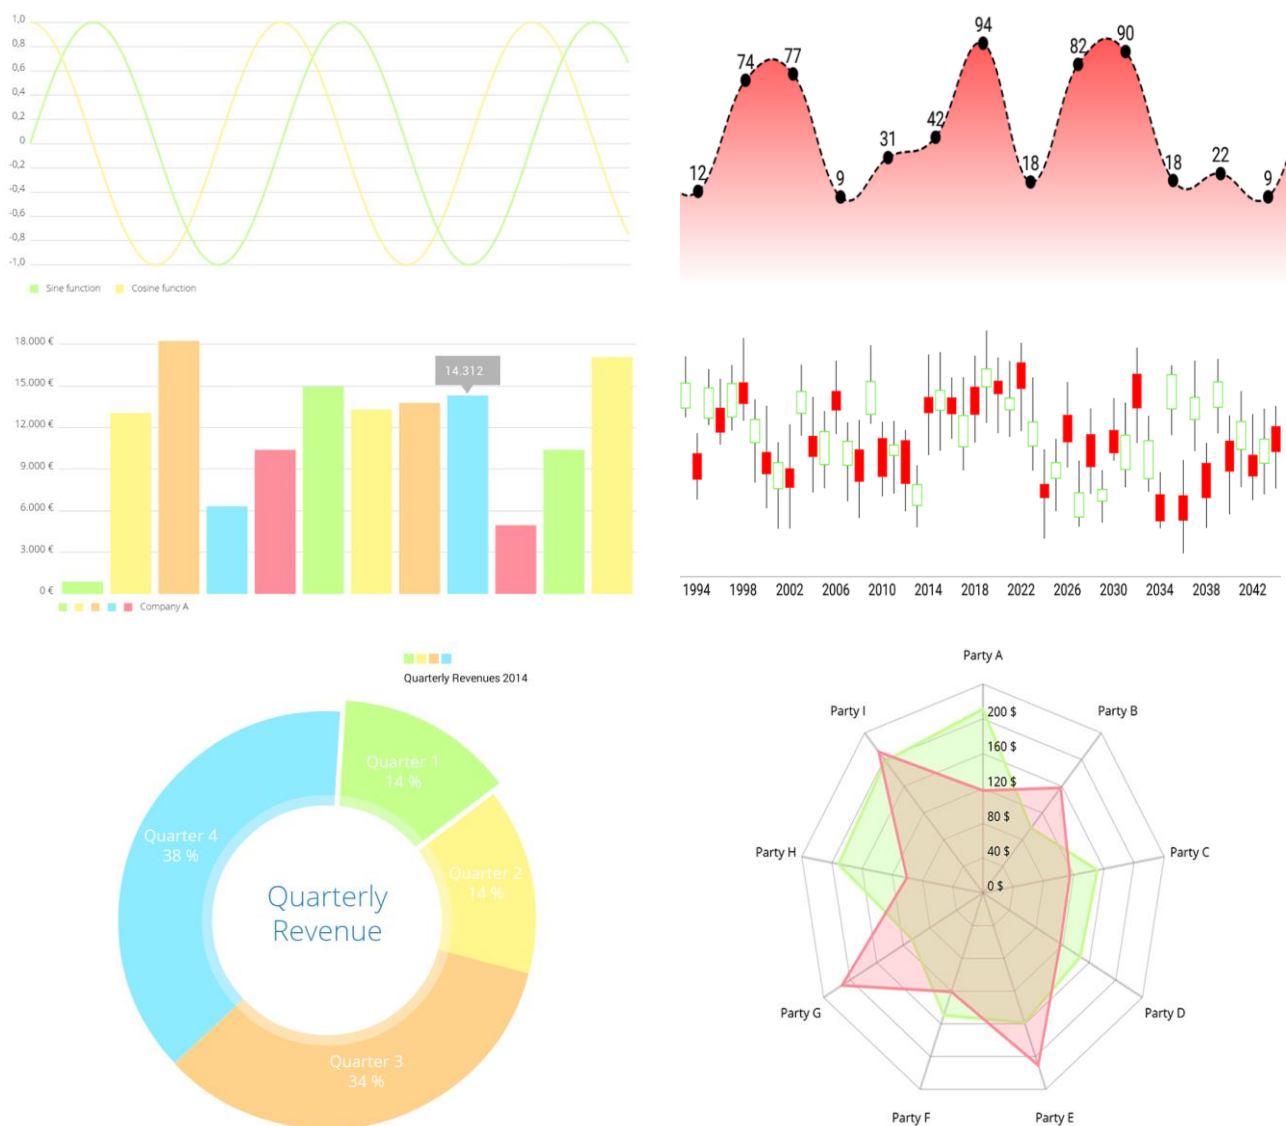 1,0
0,8
0,6
0,4
0,2
0
-0,2
-0,4
-0,6
-0,8
-1,0
Sine function Cosine function
12 74 77 9 31 42 94 18 82 90 18 22 9
18.000 €
15.000 €
12.000 €
9.000 €
6.000 €
3.000 €
0 €
14.312
Company A
1994 1998 2002 2006 2010 2014 2018 2022 2026 2030 2034 2038 2042
Quarterly Revenues 2014
Quarter 1
14 %
Quarter 2
14 %
Quarter 3
34 %
Quarter 4
38 %
Quarterly
Revenue
Party A
Party B
Party C
Party D
Party E
Party F
Party G
Party H
Party I
200 $
160 $
120 $
80 $
40 $
0 $